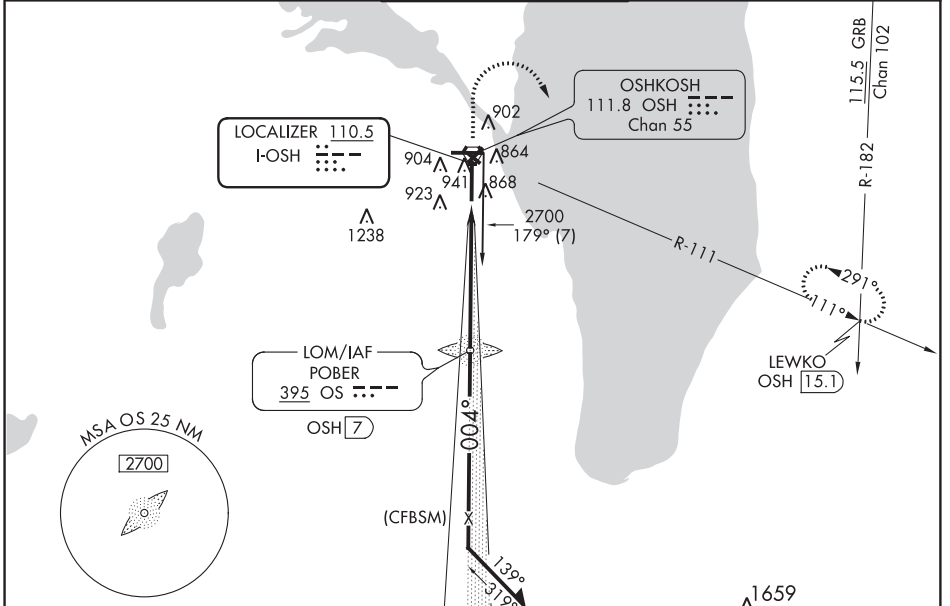 115.5 GRB
Chan 102
R-182
OSHKOSH
111.8 OSH
Chan 55
LOCALIZER 110.5
I-OSH
902
904
864
941
868
923
1238
2700
179° (7)
R-111
291°
111°
LEWKO
OSH 15.1
LOM/IAF
POBER
395 OS
OSH 7
004°
MSA OS 25 NM
2700
(CFBSM)
139°
319°
1659